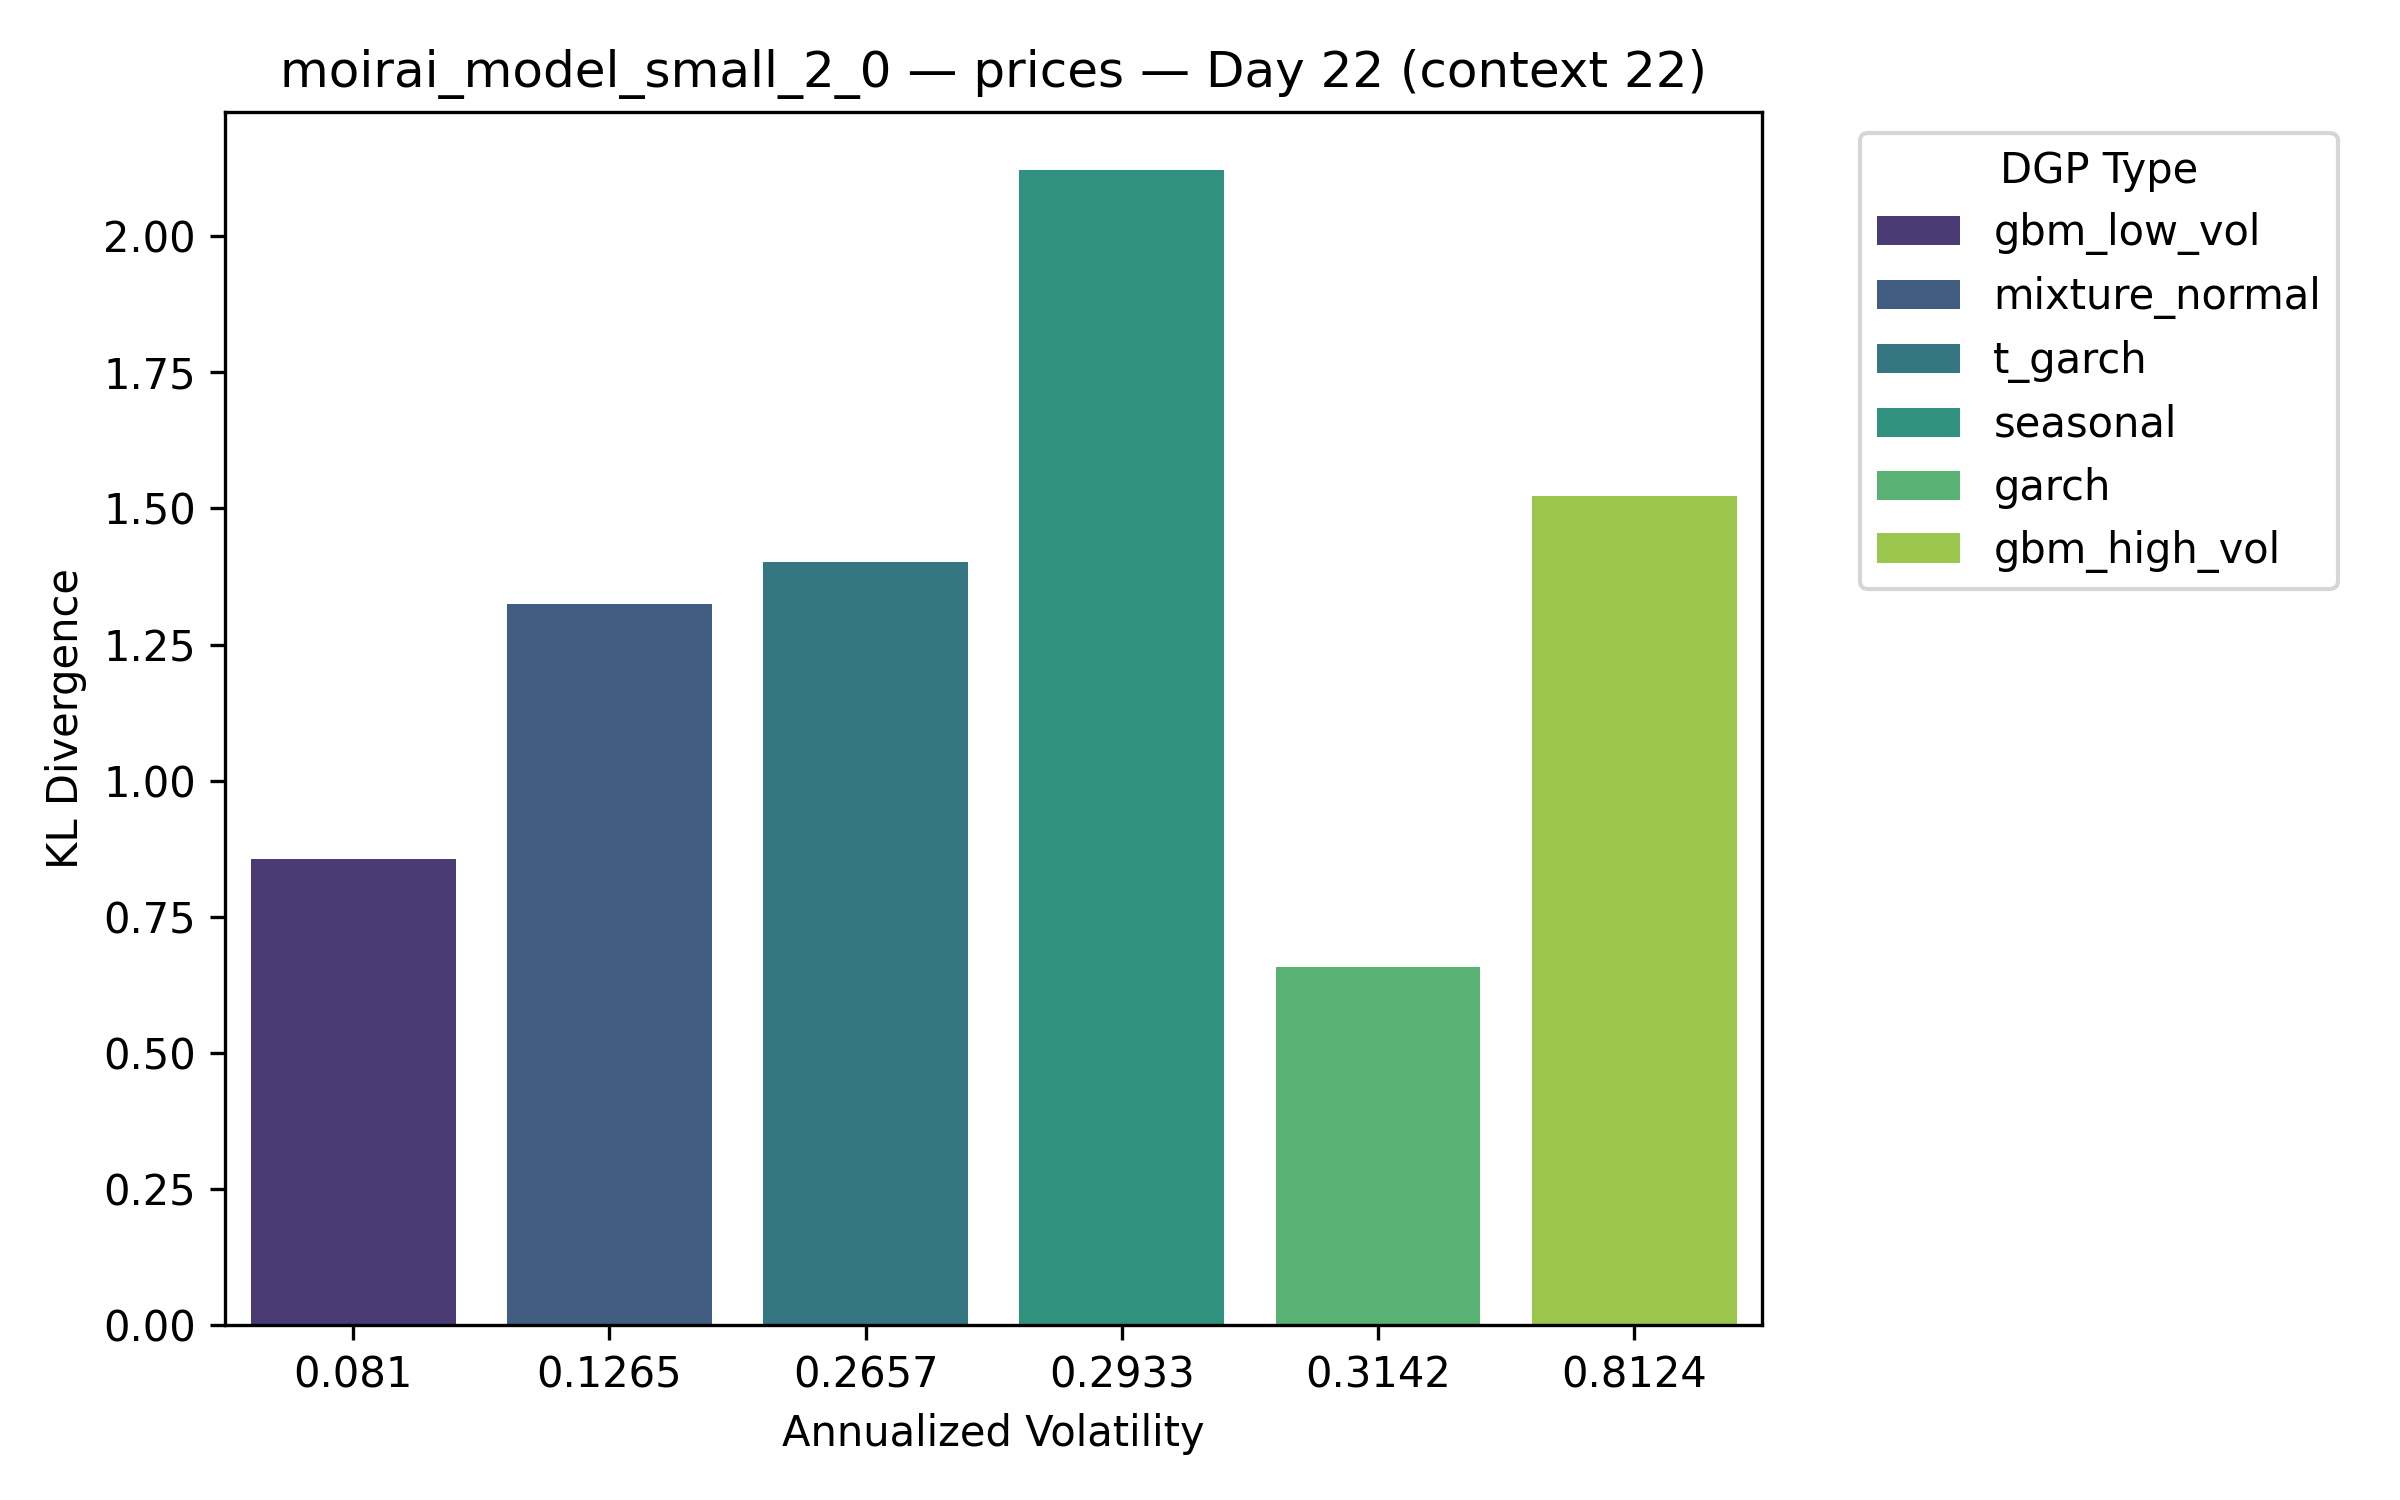 moirai_model_small_2_0 — prices — Day 22 (context 22)
KL Divergence
2.00
1.75
1.50
1.25
1.00
0.75
0.50
0.25
0.00
0.081 0.1265 0.2657 0.2933 0.3142 0.8124
Annualized Volatility
DGP Type
gbm_low_vol
mixture_normal
t_garch
seasonal
garch
gbm_high_vol